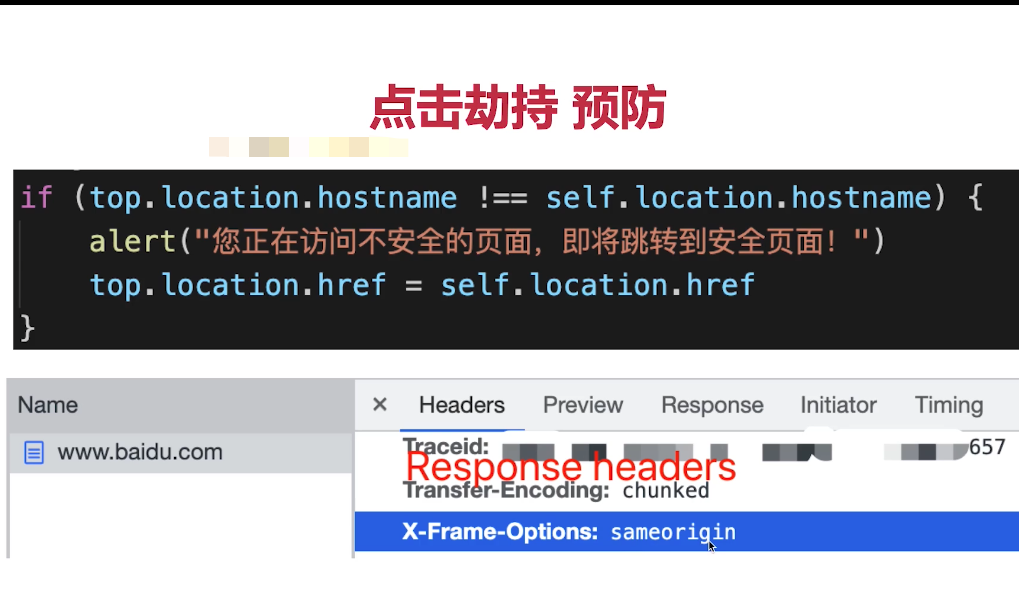 点击劫持 预防
if (top.location.hostname !== self.location.hostname) {
alert("您正在访问不安全的页面，即将跳转到安全页面！")
top.location.href = self.location.href
}
Name
× Headers Preview Response Initiator Timing
www.baidu.com
Traceid: 657
Response headers
Transfer-Encoding: chunked
X-Frame-Options: sameorigin